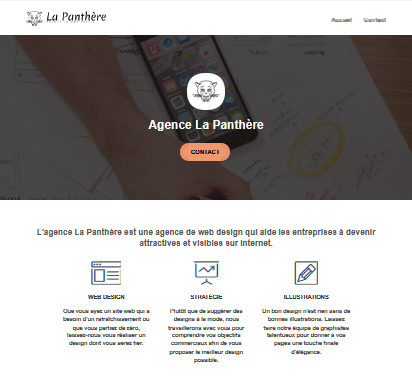 La Panthère
Accueil Contact
Agence La Panthère
CONTACT
L'agence La Panthère est une agence de web design qui aide les entreprises à devenir
attractives et visibles sur Internet.
WEB DESIGN
Que vous ayez un site web qui a
besoin d'un rafraîchissement ou
que vous partiez de zéro,
laissez-nous vous réaliser un
design dont vous serez fier.
STRATÉGIE
Plutôt que de suggérer des
designs à la mode, nous
travaillerons avec vous pour
comprendre vos objectifs
commerciaux afin de vous
proposer le meilleur design
possible.
ILLUSTRATIONS
Un bon design n'est rien sans de
bonnes illustrations. Laissez
faire notre équipe de graphistes
talentueux pour donner à vos
pages une touche finale
d'élégance.